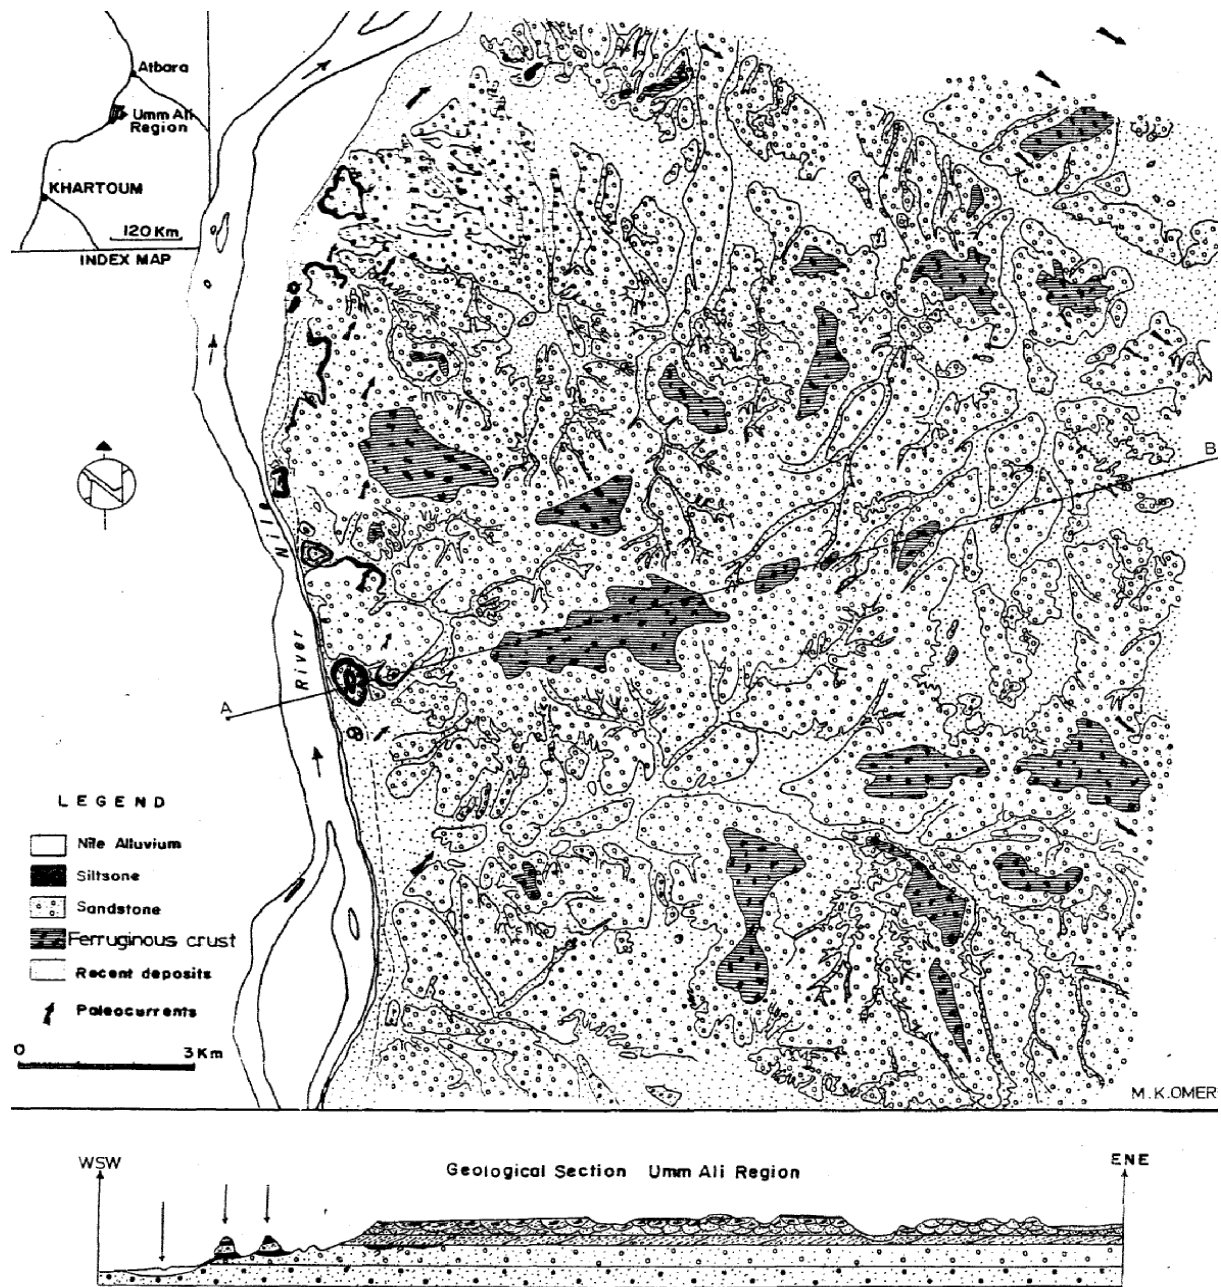 Atbara
Umm Ali
Region
KHARTOUM
120 Km.
INDEX MAP
Nile
River
A
B
LEGEND
Nile Alluvium
Siltsone
Sandstone
Ferruginous crust
Recent deposits
Paleocurrents
0 3 Km
M.K.OMER
WSW
Geological Section Umm Ali Region
ENE